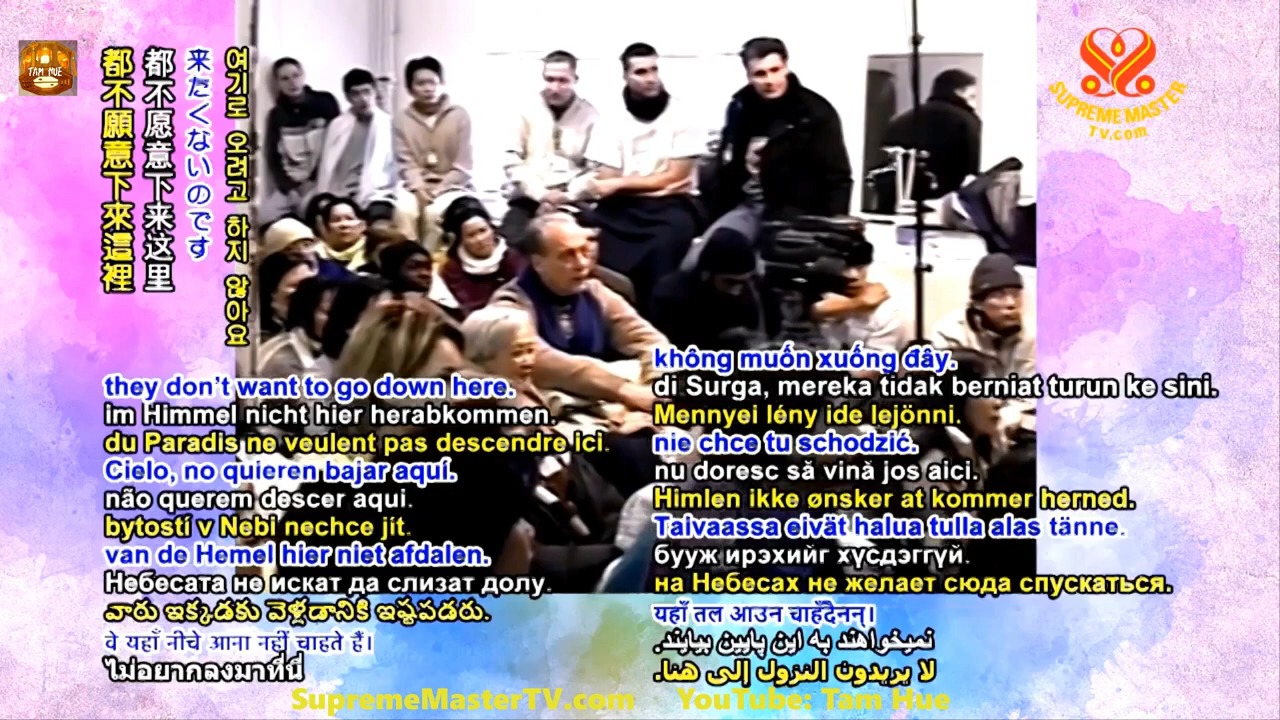 TAM HUE
都不願意下來這裡
都不愿意下来这里
来たくないのです
여기로 오려고 하지 않아요
SUPREME MASTER
TV.com
they don't want to go down here.
im Himmel nicht hier herabkommen.
du Paradis ne veulent pas descendre ici.
Cielo, no quieren bajar aquí.
não querem descer aqui.
bytostí v Nebi nechce jít.
van de Hemel hier niet afdalen.
Небесата не искат да слизат долу.
వారు ఇక్కడకు వెళ్లడానికి ఇష్టపడరు.
वे यहाँ नीचे आना नहीं चाहते हैं।
ไม่อยากลงมาที่นี่
không muốn xuống đây.
di Surga, mereka tidak berniat turun ke sini.
Mennyei lény ide lejönni.
nie chce tu schodzić.
nu doresc să vină jos aici.
Himlen ikke ønsker at kommer herned.
Taivaassa eivät halua tulla alas tänne.
бууж ирэхийг хүсдэггүй.
на Небесах не желает сюда спускаться.
यहाँ तल आउन चाहँदैनन्।
نمیخواهند به این پایین بیایند.
لا يريدون النزول إلى هنا.
SupremeMasterTV.com YouTube: Tam Hue